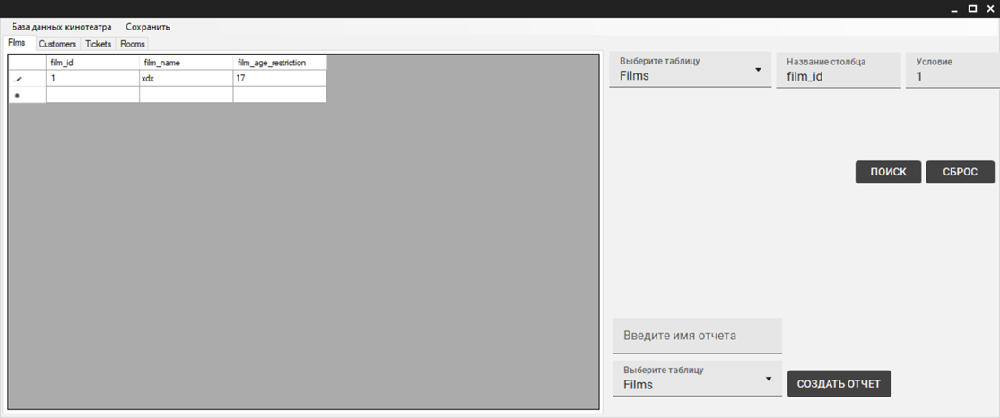 База данных кинотеатра Сохранить
Films Customers Tickets Rooms
film_id film_name film_age_restriction
1 xdx 17
Выберите таблицу Название столбца Условие
Films film_id 1
ПОИСК СБРОС
Введите имя отчета
Выберите таблицу
Films СОЗДАТЬ ОТЧЕТ